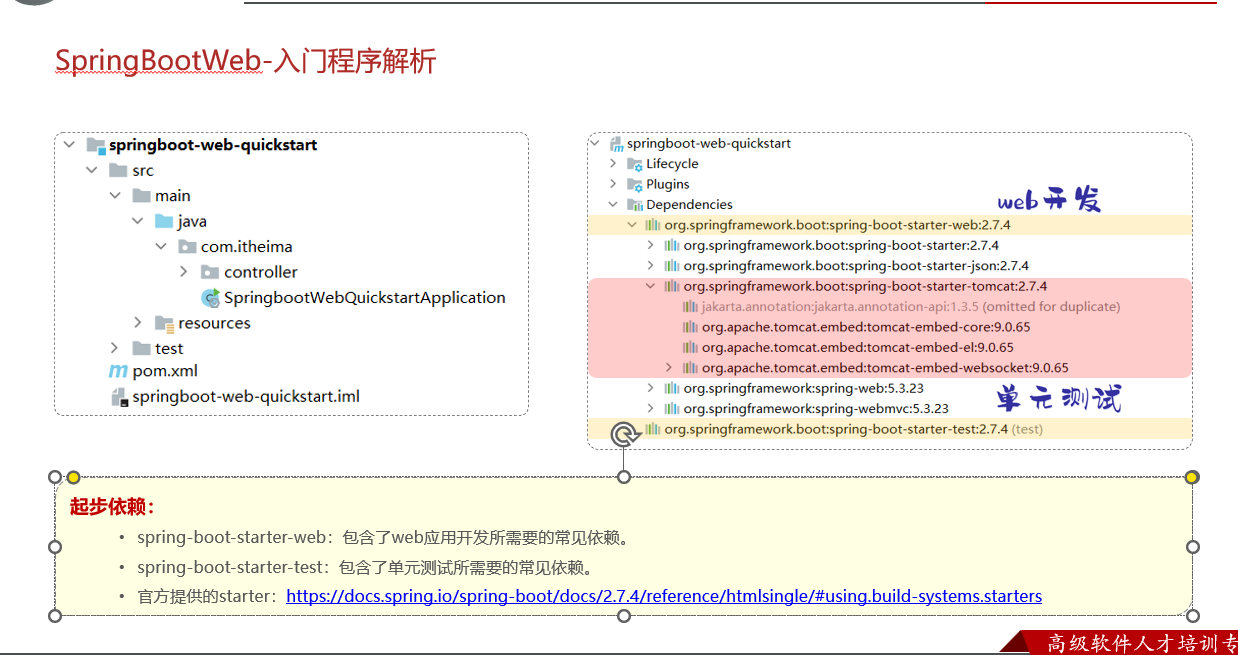 SpringBootWeb-入门程序解析
springboot-web-quickstart
src
main
java
com.itheima
controller
SpringbootWebQuickstartApplication
resources
test
pom.xml
springboot-web-quickstart.iml
springboot-web-quickstart
Lifecycle
Plugins
Dependencies
web开发
org.springframework.boot:spring-boot-starter-web:2.7.4
org.springframework.boot:spring-boot-starter:2.7.4
org.springframework.boot:spring-boot-starter-json:2.7.4
org.springframework.boot:spring-boot-starter-tomcat:2.7.4
jakarta.annotation:jakarta.annotation-api:1.3.5 (omitted for duplicate)
org.apache.tomcat.embed:tomcat-embed-core:9.0.65
org.apache.tomcat.embed:tomcat-embed-el:9.0.65
org.apache.tomcat.embed:tomcat-embed-websocket:9.0.65
org.springframework:spring-web:5.3.23
org.springframework:spring-webmvc:5.3.23
单元测试
org.springframework.boot:spring-boot-starter-test:2.7.4 (test)
起步依赖：
• spring-boot-starter-web：包含了web应用开发所需要的常见依赖。
• spring-boot-starter-test：包含了单元测试所需要的常见依赖。
• 官方提供的starter：https://docs.spring.io/spring-boot/docs/2.7.4/reference/htmlsingle/#using.build-systems.starters
高级软件人才培训专